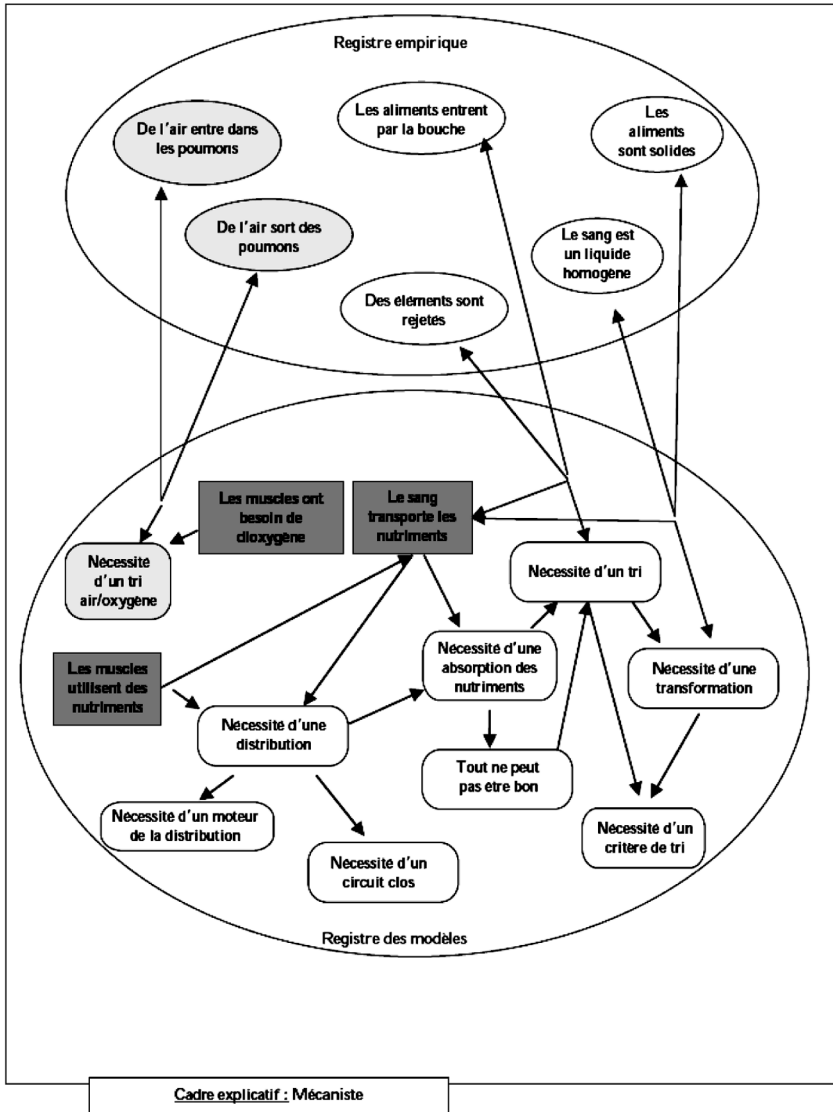 Registre empirique
De l'air entre dans
les poumons
Les aliments entrent
par la bouche
Les
aliments
sont solides
De l'air sort des
poumons
Le sang est
un liquide
homogène
Des éléments sont
rejetés
Les muscles ont
besoin de
dioxygène
Le sang
transporte les
nutriments
Nécessité
d'un tri
air/oxygène
Nécessité d'un tri
Les muscles
utilisent des
nutriments
Nécessité d'une
absorption des
nutriments
Nécessité d'une
transformation
Nécessité d'une
distribution
Tout ne peut
pas être bon
Nécessité d'un moteur
de la distribution
Nécessité d'un
critère de tri
Nécessité d'un
circuit clos
Registre des modèles
Cadre explicatif : Mécaniste